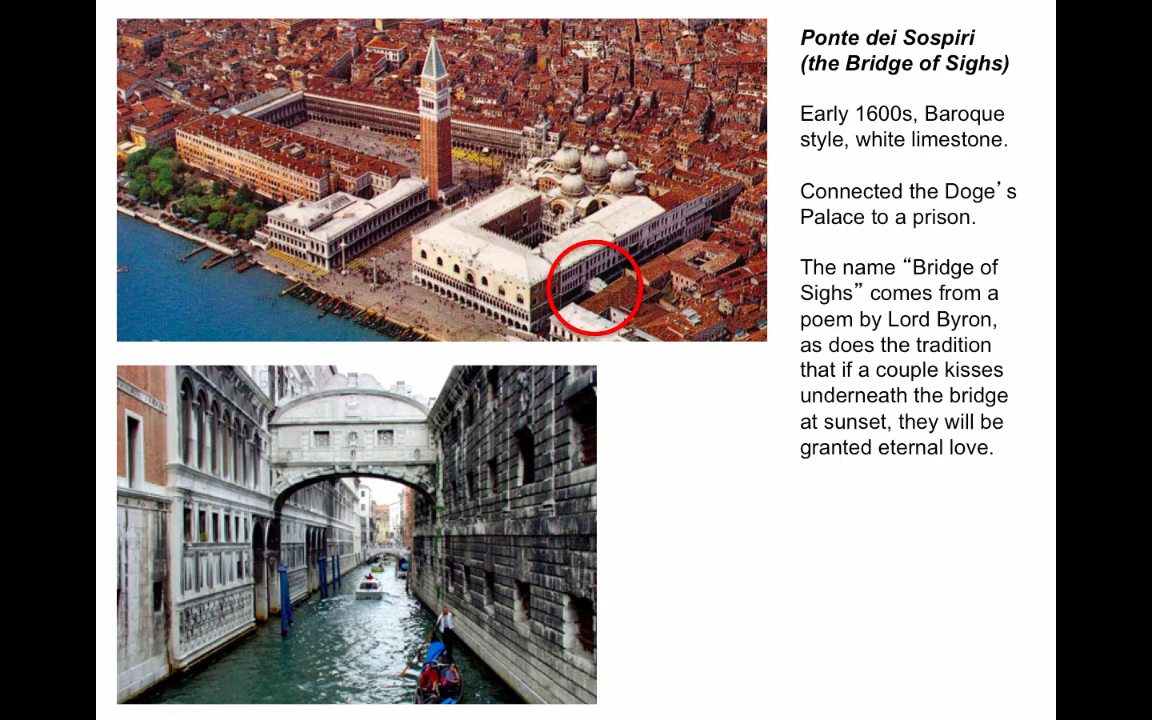 Ponte dei Sospiri
(the Bridge of Sighs)
Early 1600s, Baroque
style, white limestone.
Connected the Doge’s
Palace to a prison.
The name “Bridge of
Sighs” comes from a
poem by Lord Byron,
as does the tradition
that if a couple kisses
underneath the bridge
at sunset, they will be
granted eternal love.